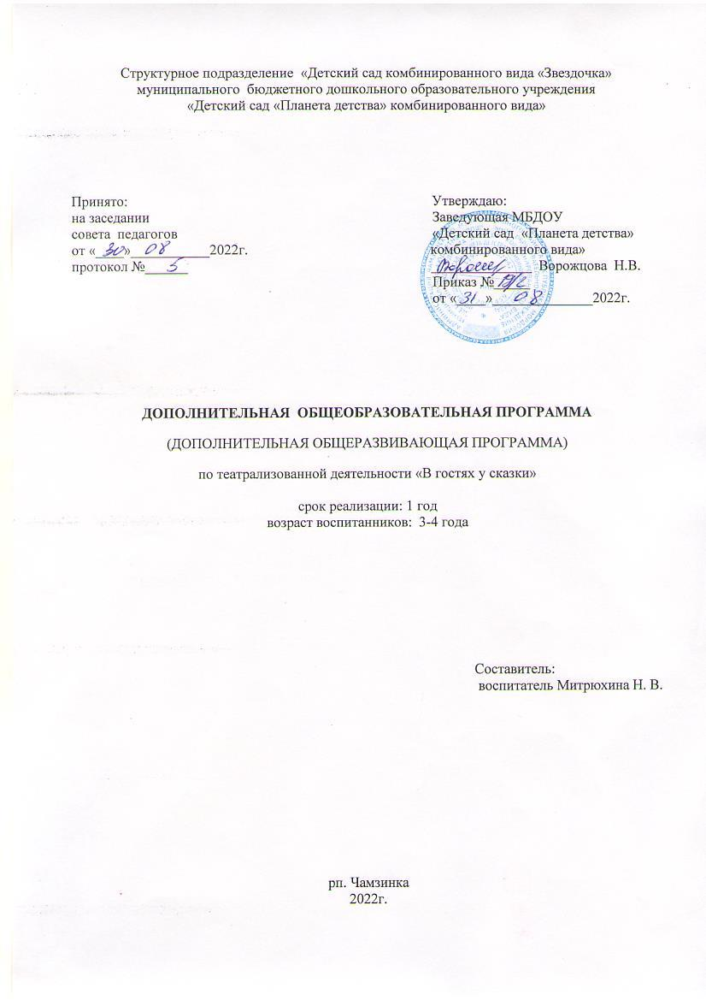 Структурное подразделение «Детский сад комбинированного вида «Звездочка»
муниципального бюджетного дошкольного образовательного учреждения
«Детский сад «Планета детства» комбинированного вида»
Принято:
на заседании
совета педагогов
от «30» 08 2022г.
протокол № 5
Утверждаю:
Заведующая МБДОУ
«Детский сад «Планета детства»
комбинированного вида»
Ворожцова Н.В.
Приказ №
от « 31 » 08 2022г.
ДОПОЛНИТЕЛЬНАЯ ОБЩЕОБРАЗОВАТЕЛЬНАЯ ПРОГРАММА
(ДОПОЛНИТЕЛЬНАЯ ОБЩЕРАЗВИВАЮЩАЯ ПРОГРАММА)
по театрализованной деятельности «В гостях у сказки»
срок реализации: 1 год
возраст воспитанников: 3-4 года
Составитель:
воспитатель Митрюхина Н. В.
рп. Чамзинка
2022г.